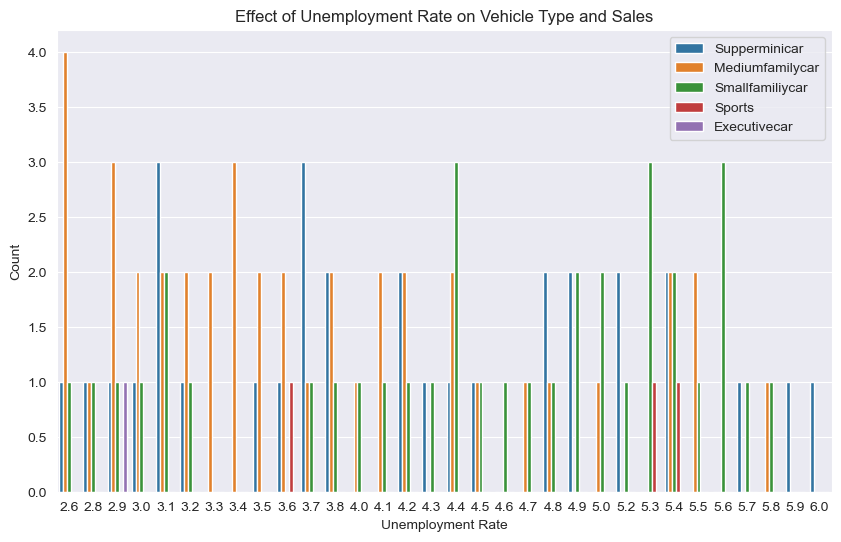 Effect of Unemployment Rate on Vehicle Type and Sales
Supperminicar
Mediumfamilycar
Smallfamiliycar
Sports
Executivecar
Count
4.0
3.5
3.0
2.5
2.0
1.5
1.0
0.5
0.0
2.6 2.8 2.9 3.0 3.1 3.2 3.3 3.4 3.5 3.6 3.7 3.8 4.0 4.1 4.2 4.3 4.4 4.5 4.6 4.7 4.8 4.9 5.0 5.2 5.3 5.4 5.5 5.6 5.7 5.8 5.9 6.0
Unemployment Rate